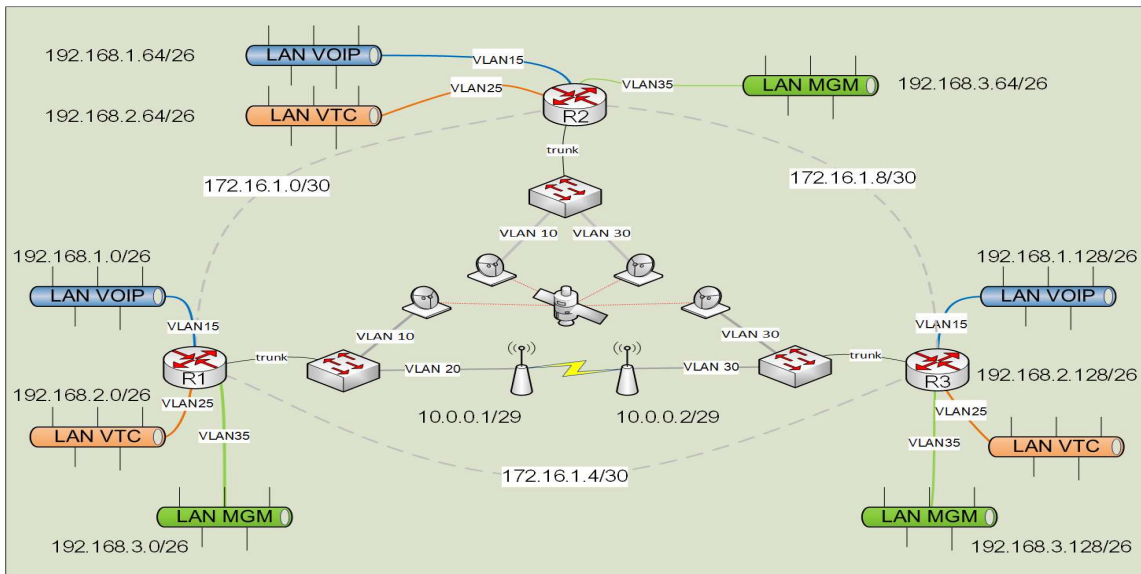 192.168.1.64/26
LAN VOIP
VLAN15
192.168.2.64/26
LAN VTC
VLAN25
VLAN35
LAN MGM
192.168.3.64/26
R2
trunk
172.16.1.0/30
172.16.1.8/30
VLAN 10
VLAN 30
192.168.1.0/26
LAN VOIP
VLAN15
192.168.1.128/26
LAN VOIP
VLAN15
VLAN 10
VLAN 30
R1
trunk
VLAN 20
VLAN 30
trunk
R3
192.168.2.0/26
VLAN25
LAN VTC
VLAN35
10.0.0.1/29
10.0.0.2/29
192.168.2.128/26
VLAN25
LAN VTC
VLAN35
172.16.1.4/30
LAN MGM
192.168.3.0/26
LAN MGM
192.168.3.128/26